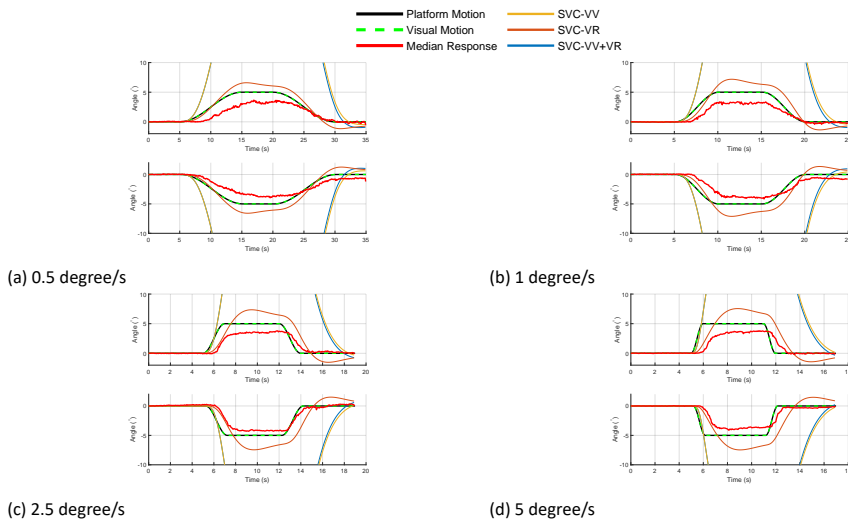 Platform Motion
Visual Motion
Median Response
SVC-VV
SVC-VR
SVC-VV+VR
10
5
0
Angle (°)
0 5 10 15 20 25 30 35
Time (s)
0
-5
-10
Angle (°)
0 5 10 15 20 25 30 35
Time (s)
(a) 0.5 degree/s
10
5
0
Angle (°)
0 5 10 15 20
Time (s)
0
-5
-10
Angle (°)
0 5 10 15 20
Time (s)
(b) 1 degree/s
10
5
0
Angle (°)
0 2 4 6 8 10 12 14 16 18 20
Time (s)
0
-5
-10
Angle (°)
0 2 4 6 8 10 12 14 16 18 20
Time (s)
(c) 2.5 degree/s
10
5
0
Angle (°)
0 2 4 6 8 10 12 14 16
Time (s)
0
-5
-10
Angle (°)
0 2 4 6 8 10 12 14 16
Time (s)
(d) 5 degree/s